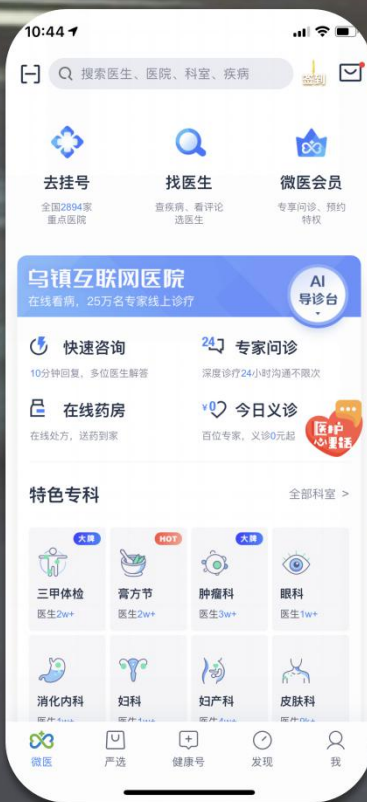 10:44
搜索医生、医院、科室、疾病
签到
去挂号
找医生
微医会员
全国2894家
重点医院
查疾病、看评论
选医生
专享问诊、预约
特权
乌镇互联网医院
在线看病，25万名专家线上诊疗
AI
导诊台
快速咨询
10分钟回复，多位医生解答
24
专家问诊
深度诊疗24小时沟通不限次
在线药房
在线处方，送药到家
¥0
今日义诊
百位专家，义诊0元起
医护
心里话
特色专科
全部科室 >
大牌
HOT
大牌
三甲体检
膏方节
肿瘤科
眼科
医生2w+
医生2w+
医生3w+
医生1w+
消化内科
妇科
妇产科
皮肤科
微医
严选
健康号
发现
我